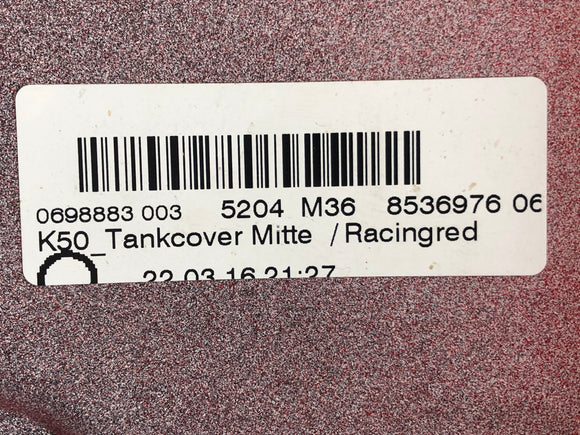 0698883 003 5204 M36 8536976 06
K50_Tankcover Mitte / Racingred
22.03.16 21:27